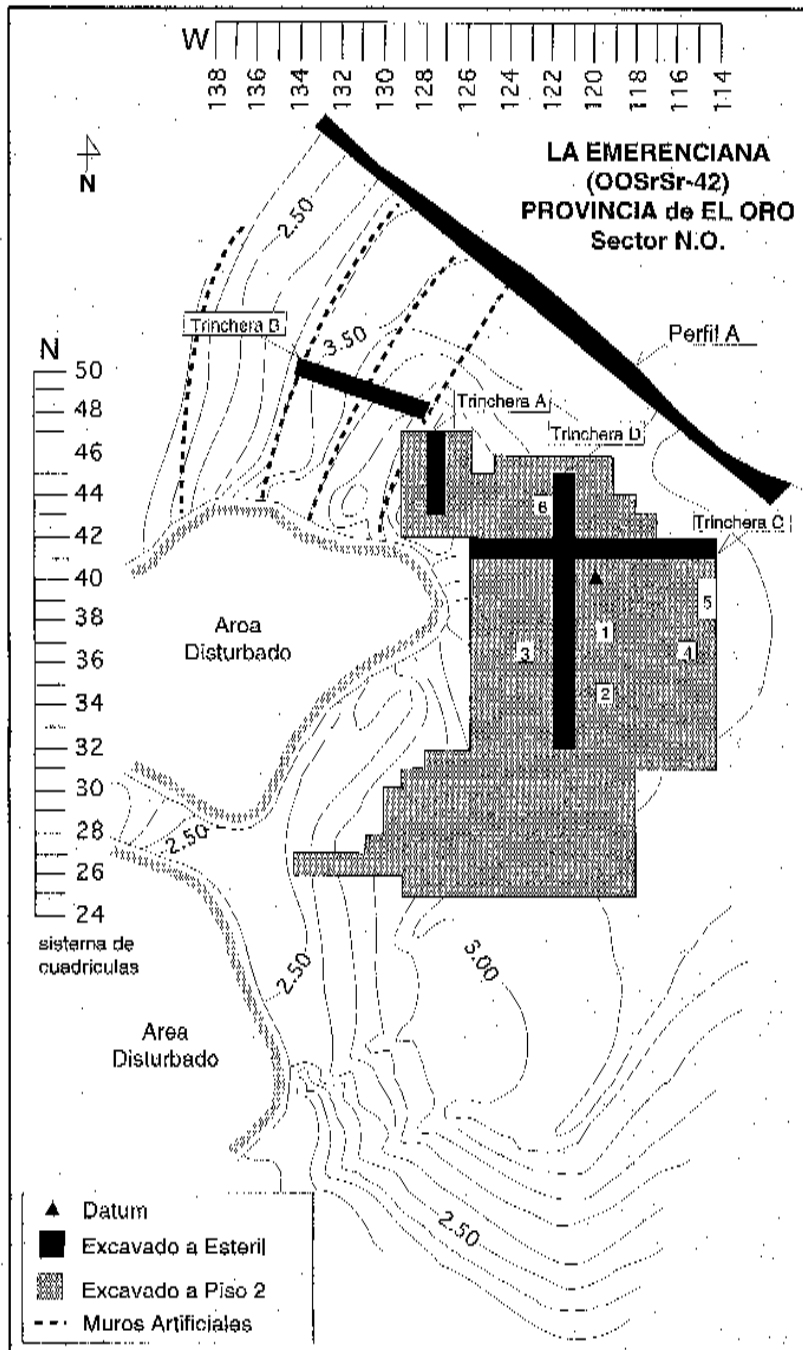 W
138 136 134 132 130 128 126 124 122 120 118 116 114
N
LA EMERENCIANA
(OOSrSr-42)
PROVINCIA de EL ORO
Sector N.O.
2.50
Trinchera B
3.50
Perfil A
N
50
48
46
44
42
40
38
36
34
32
30
28
26
24
sistema de
cuadriculas
Trinchera A
Trinchera D
Trinchera C
6
5
1
3
4
2
Aroa
Disturbado
2.50
2.50
3.00
Area
Disturbado
2.50
Datum
Excavado a Esteril
Excavado a Piso 2
Muros Artificiales